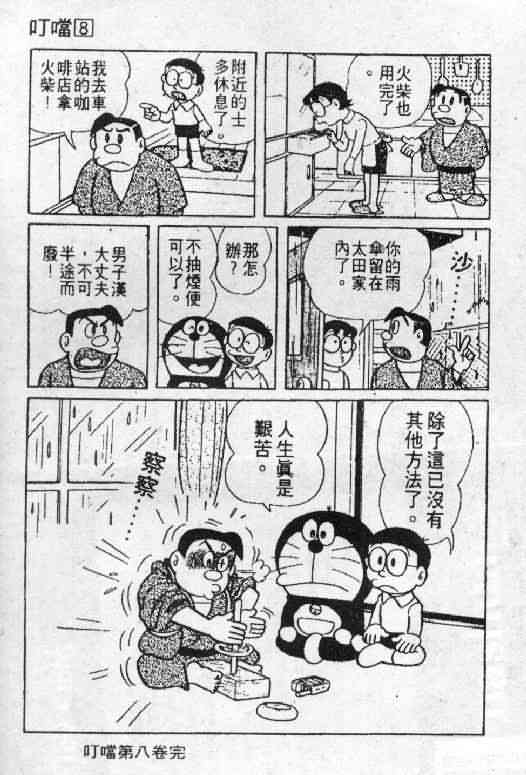 叮噹8
火柴也
用完了
附近的士
多休息了。
我去車
站的咖
啡店拿
火柴！
沙……
你的雨
傘留在
太田家
內了。
那怎
辦？
不抽煙便
可以了。
男子漢
大丈夫
，不可
半途而
廢！
除了這已沒有
其他方法了。
人生眞是
艱苦。
察察……
叮噹第八卷完